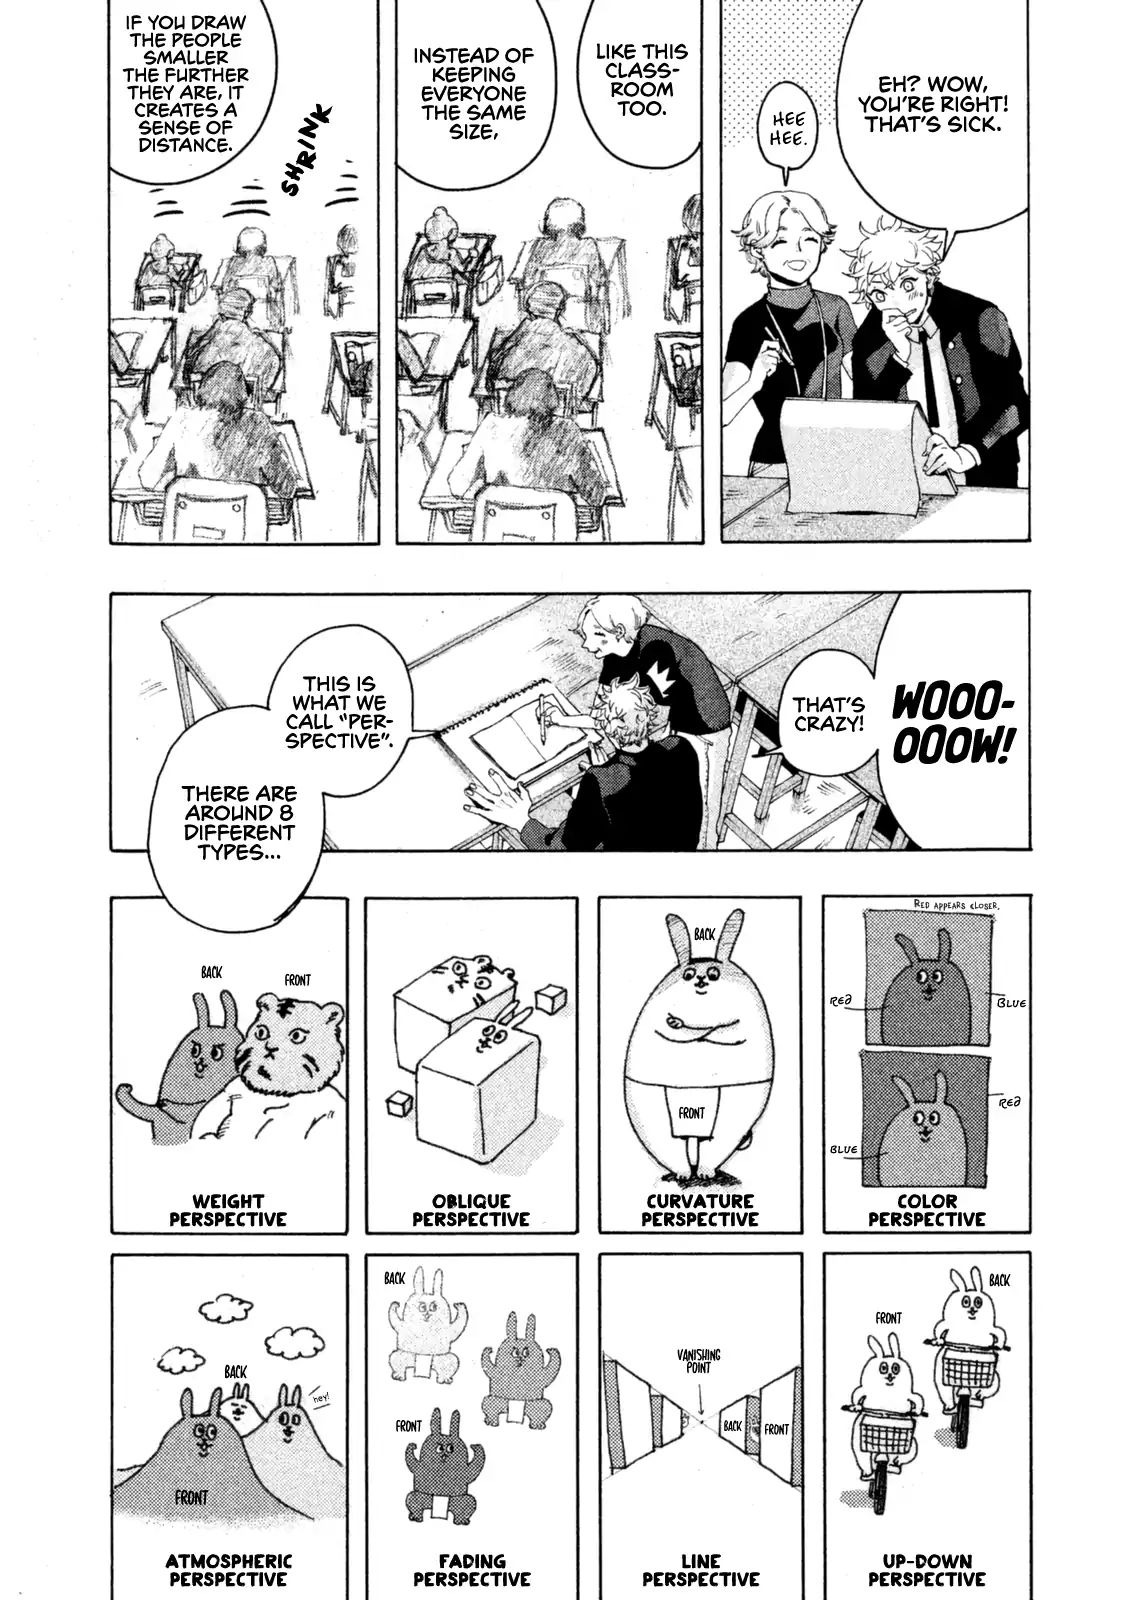 EH? WOW,
YOU'RE RIGHT!
THAT'S SICK.
HEE
HEE.
LIKE THIS
CLASS-
ROOM
TOO.
INSTEAD OF
KEEPING
EVERYONE
THE SAME
SIZE,
IF YOU DRAW
THE PEOPLE
SMALLER
THE FURTHER
THEY ARE, IT
CREATES A
SENSE OF
DISTANCE.
SHRINK
WOOO-
OOOW!
THAT'S
CRAZY!
THIS IS
WHAT WE
CALL "PER-
SPECTIVE".
THERE ARE
AROUND 8
DIFFERENT
TYPES...
BACK
FRONT
WEIGHT
PERSPECTIVE
OBLIQUE
PERSPECTIVE
BACK
FRONT
CURVATURE
PERSPECTIVE
RED APPEARS CLOSER.
RED
BLUE
RED
BLUE
COLOR
PERSPECTIVE
BACK
hey!
FRONT
ATMOSPHERIC
PERSPECTIVE
BACK
FRONT
FADING
PERSPECTIVE
VANISHING
POINT
BACK
FRONT
LINE
PERSPECTIVE
BACK
FRONT
UP-DOWN
PERSPECTIVE